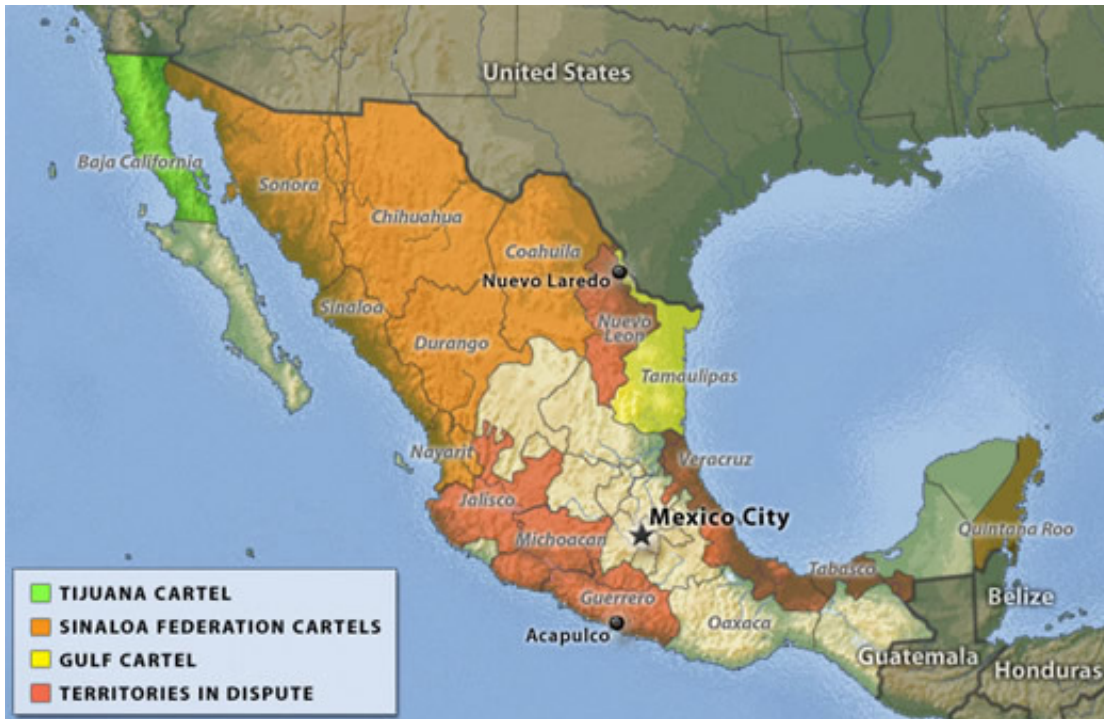 United States
Baja California
Sonora
Chihuahua
Coahuila
Nuevo Laredo
Sinaloa
Durango
Nuevo
Leon
Tamaulipas
Nayarit
Veracruz
Jalisco
Mexico City
Michoacan
Quintana Roo
Tabasco
Guerrero
Belize
Oaxaca
Acapulco
Guatemala
Honduras
TIJUANA CARTEL
SINALOA FEDERATION CARTELS
GULF CARTEL
TERRITORIES IN DISPUTE